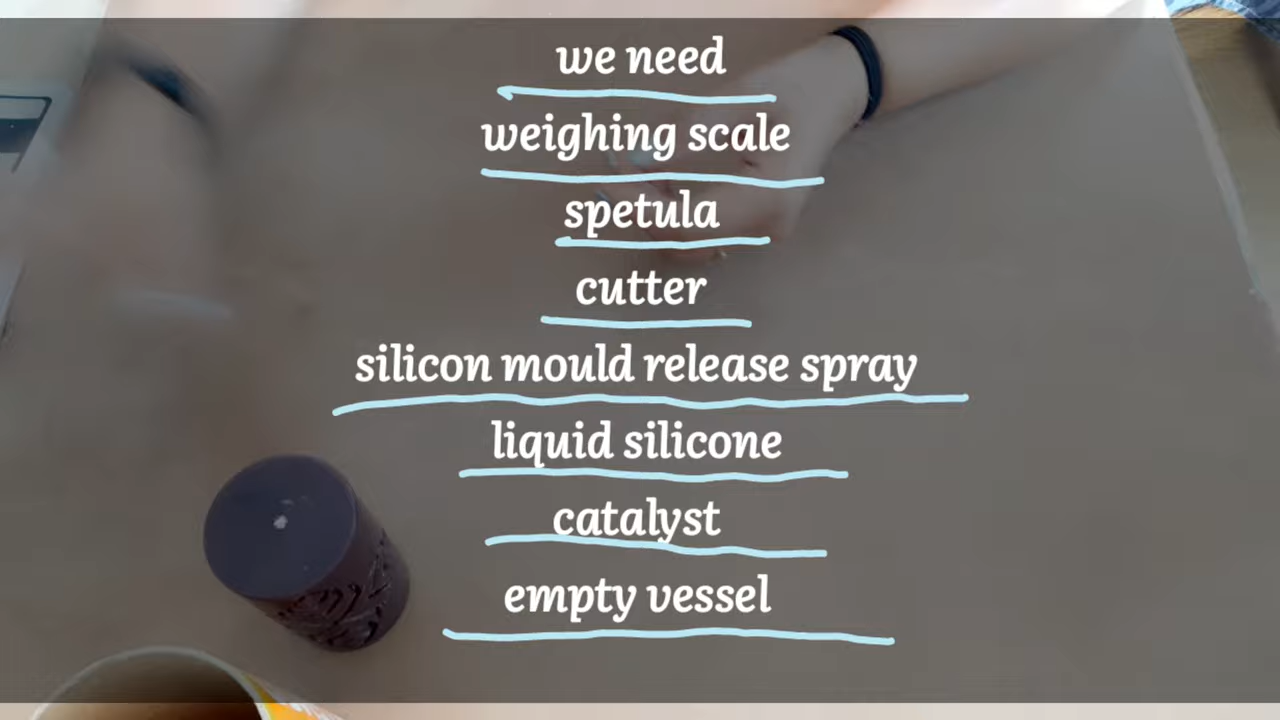 we need
weighing scale
spetula
cutter
silicon mould release spray
liquid silicone
catalyst
empty vessel